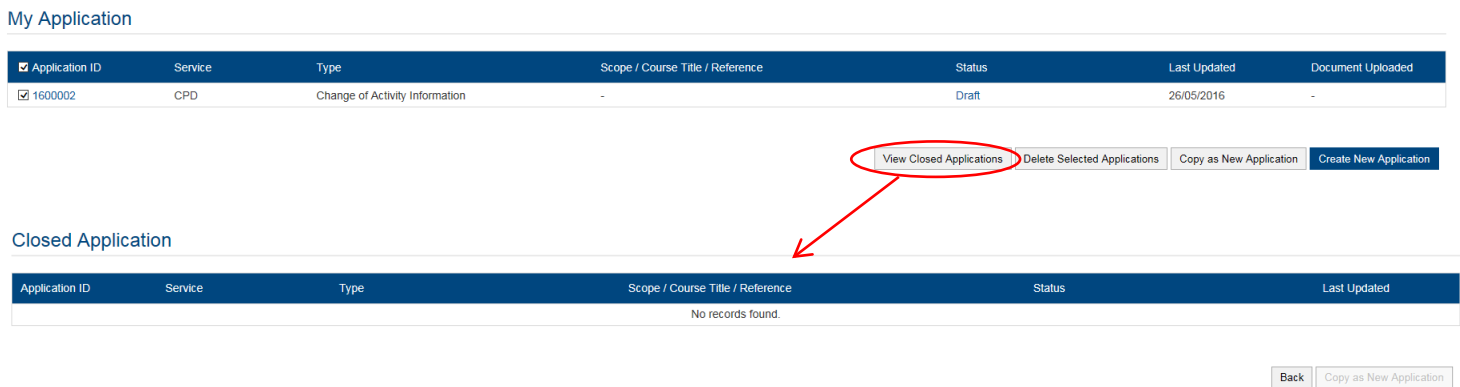 My Application
Application ID Service Type Scope / Course Title / Reference Status Last Updated Document Uploaded
1600002 CPD Change of Activity Information - Draft 26/05/2016 -
View Closed Applications Delete Selected Applications Copy as New Application Create New Application
Closed Application
Application ID Service Type Scope / Course Title / Reference Status Last Updated
No records found.
Back Copy as New Application